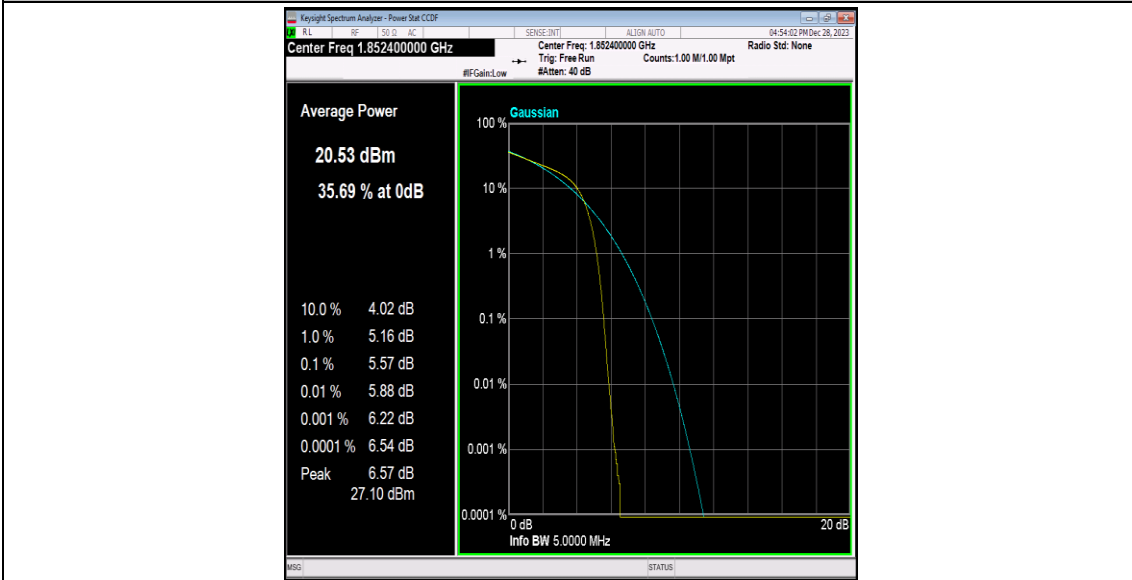 Keysight Spectrum Analyzer - Power Stat CCDF
LXI RL RF 50 Ω AC SENSE:INT ALIGN AUTO 04:54:02 PM Dec 28, 2023
Center Freq 1.852400000 GHz
Center Freq: 1.852400000 GHz Radio Std: None
Trig: Free Run Counts:1.00 M/1.00 Mpt
#IFGain:Low #Atten: 40 dB
Average Power
20.53 dBm
35.69 % at 0dB
10.0 % 4.02 dB
1.0 % 5.16 dB
0.1 % 5.57 dB
0.01 % 5.88 dB
0.001 % 6.22 dB
0.0001 % 6.54 dB
Peak 6.57 dB
27.10 dBm
Gaussian
100 %
10 %
1 %
0.1 %
0.01 %
0.001 %
0.0001 %
0 dB 20 dB
Info BW 5.0000 MHz
MSG STATUS